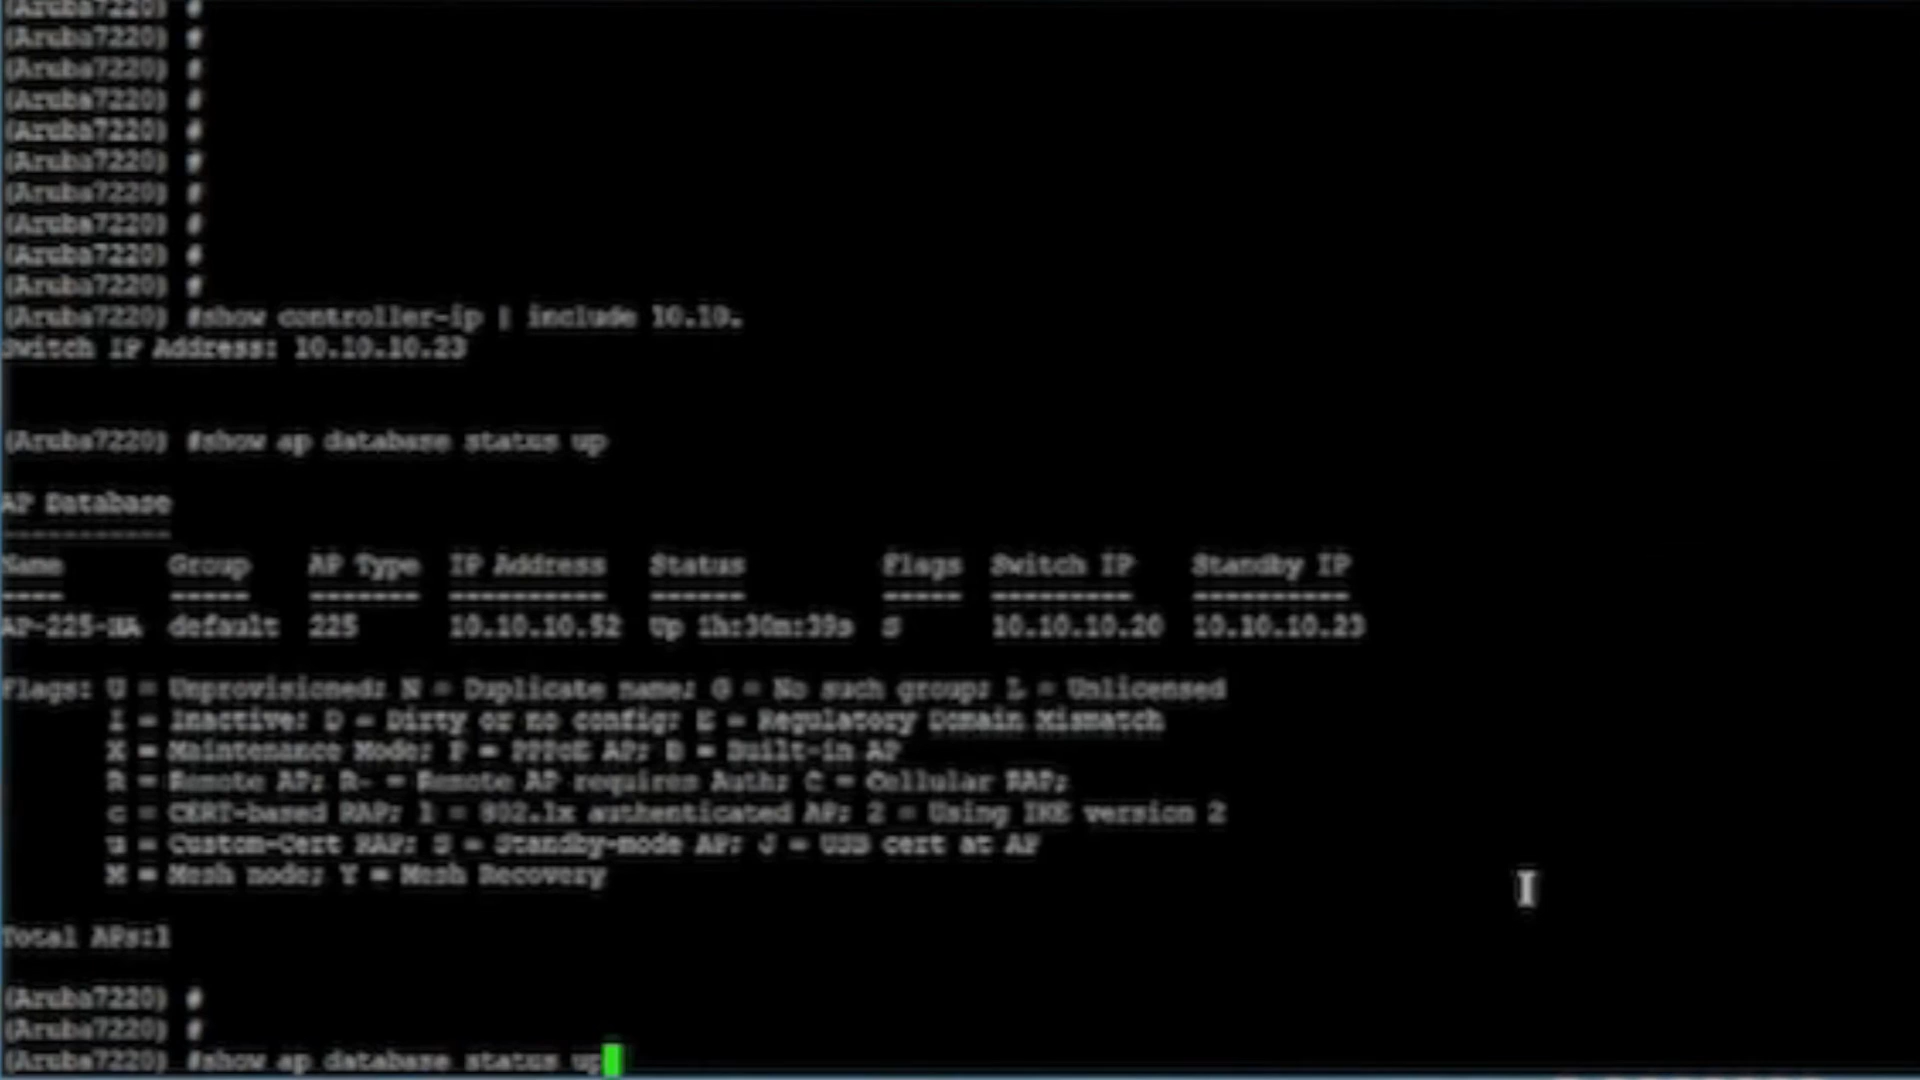 (Aruba7220) #
(Aruba7220) #
(Aruba7220) #
(Aruba7220) #
(Aruba7220) #
(Aruba7220) #
(Aruba7220) #
(Aruba7220) #
(Aruba7220) #
(Aruba7220) #
(Aruba7220) #show controller-ip | include 10.10.
Switch IP Address: 10.10.10.23
(Aruba7220) #show ap database status up
AP Database
-----------
Name Group AP Type IP Address Status Flags Switch IP Standby IP
---- ----- ------- ---------- ------ ----- --------- ----------
AP-225-HA default 225 10.10.10.52 Up 1h:30m:39s S 10.10.10.20 10.10.10.23
Flags: U = Unprovisioned; N = Duplicate name; G = No such group; L = Unlicensed
I = Inactive; D = Dirty or no config; E = Regulatory Domain Mismatch
X = Maintenance Mode; P = PPPoE AP; B = Built-in AP
R = Remote AP; R- = Remote AP requires Auth; C = Cellular RAP;
c = CERT-based RAP; 1 = 802.1x authenticated AP; 2 = Using IKE version 2
u = Custom-Cert RAP; S = Standby-mode AP; J = USB cert at AP
M = Mesh node; Y = Mesh Recovery
Total APs:1
(Aruba7220) #
(Aruba7220) #
(Aruba7220) #show ap database status up